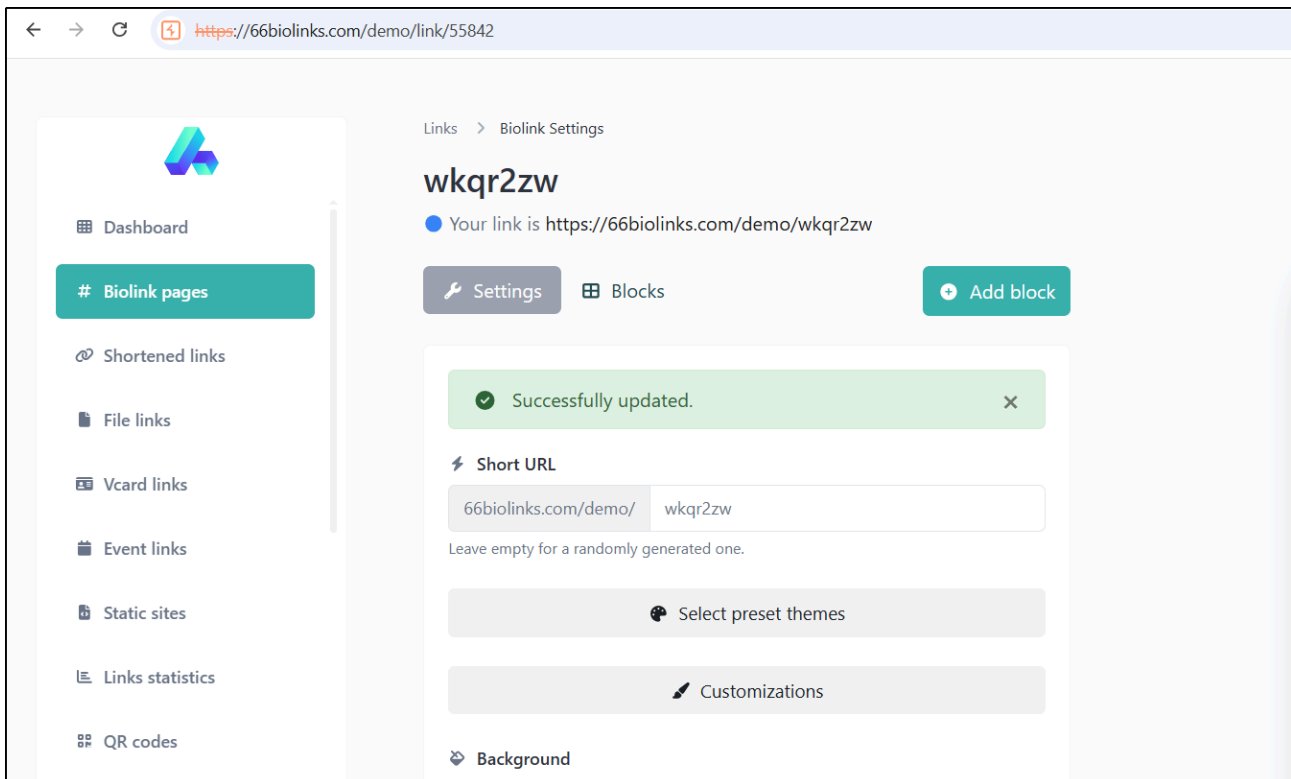 https://66biolinks.com/demo/link/55842
Links > Biolink Settings
wkqr2zw
Your link is https://66biolinks.com/demo/wkqr2zw
Dashboard
# Biolink pages
Shortened links
File links
Vcard links
Event links
Static sites
Links statistics
QR codes
Settings
Blocks
Add block
Successfully updated.
Short URL
66biolinks.com/demo/ wkqr2zw
Leave empty for a randomly generated one.
Select preset themes
Customizations
Background